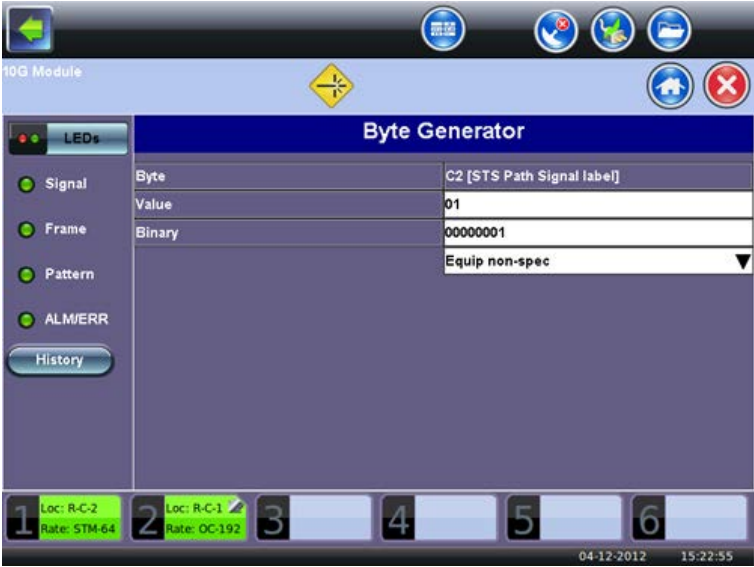 10G Module
LEDs
Byte Generator
Signal
Byte C2 [STS Path Signal label]
Value 01
Frame
Binary 00000001
Equip non-spec
Pattern
ALM/ERR
History
1 Loc: R-C-2
Rate: STM-64
2 Loc: R-C-1
Rate: OC-192
3
4
5
6
04-12-2012 15:22:55